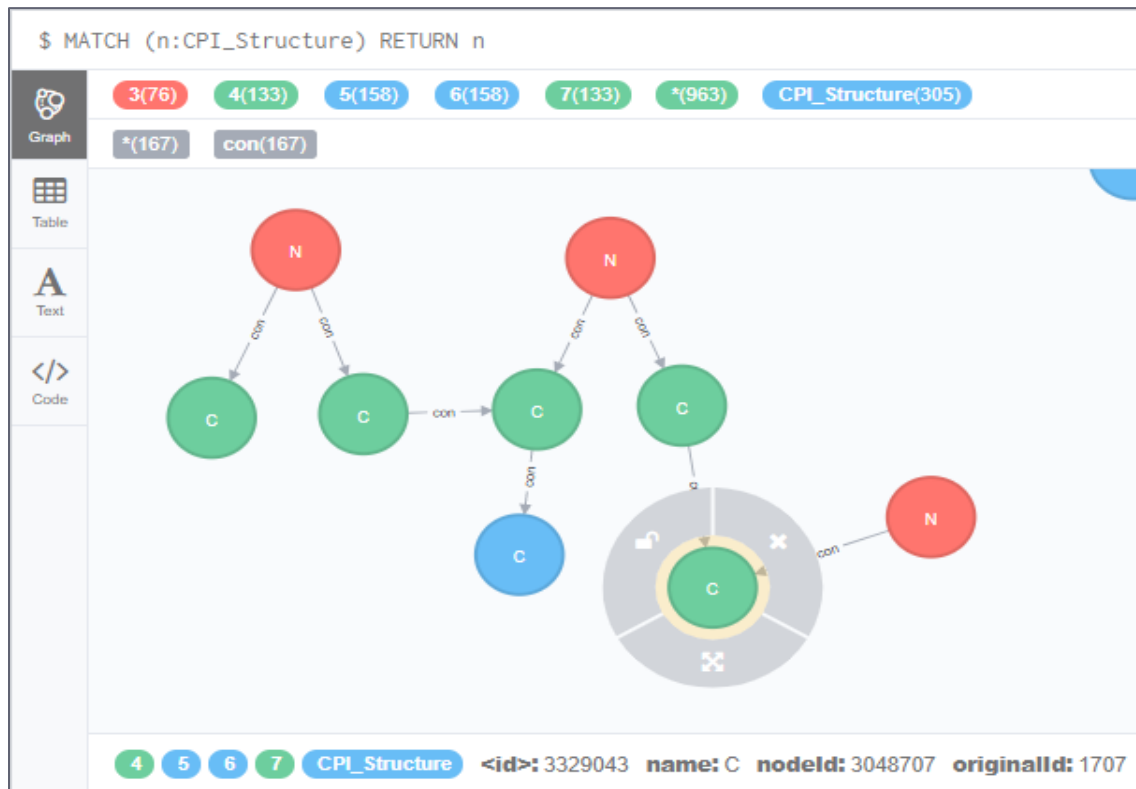 $ MATCH (n:CPI_Structure) RETURN n
3(76) 4(133) 5(158) 6(158) 7(133) *(963) CPI_Structure(305)
*(167) con(167)
Graph
Table
A
Text
</>
Code
N
N
con
con
con
con
C
C
con
C
C
con
C
N
con
C
4 5 6 7 CPI_Structure <id>: 3329043 name: C nodeId: 3048707 originalId: 1707